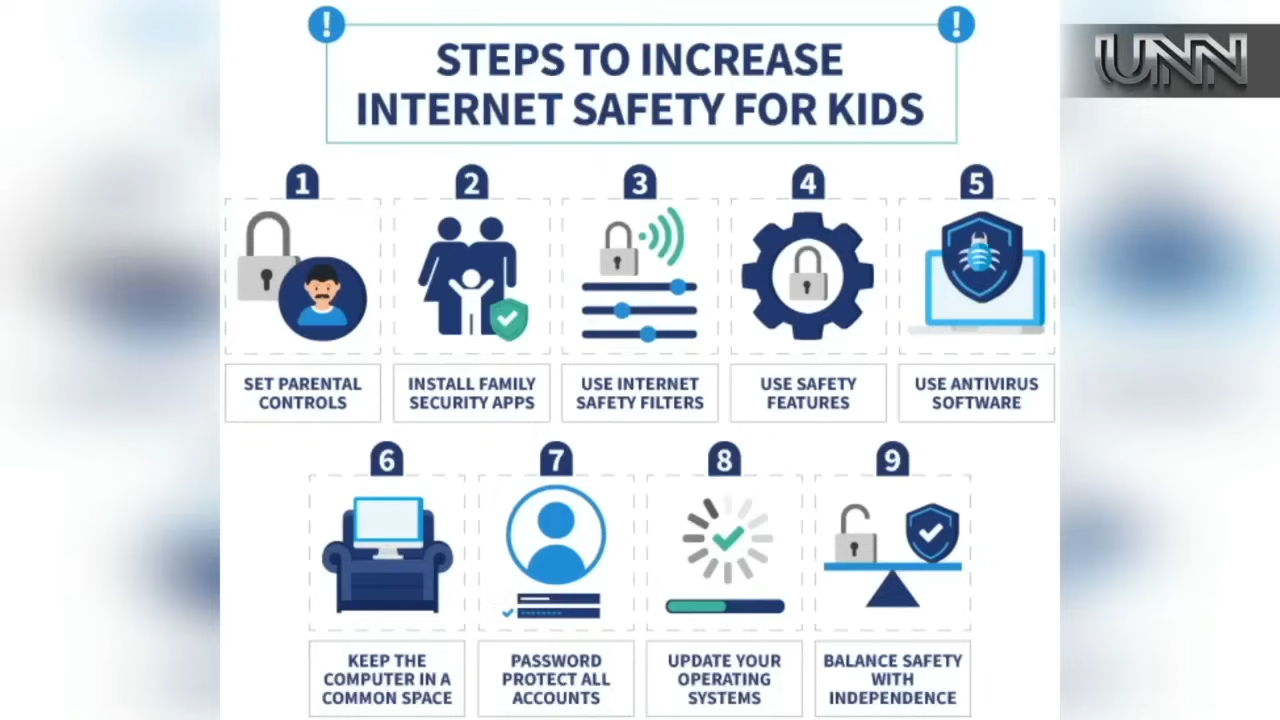 !
!
UNN
STEPS TO INCREASE
INTERNET SAFETY FOR KIDS
1
2
3
4
5
SET PARENTAL
CONTROLS
INSTALL FAMILY
SECURITY APPS
USE INTERNET
SAFETY FILTERS
USE SAFETY
FEATURES
USE ANTIVIRUS
SOFTWARE
6
7
8
9
KEEP THE
COMPUTER IN A
COMMON SPACE
PASSWORD
PROTECT ALL
ACCOUNTS
UPDATE YOUR
OPERATING
SYSTEMS
BALANCE SAFETY
WITH
INDEPENDENCE